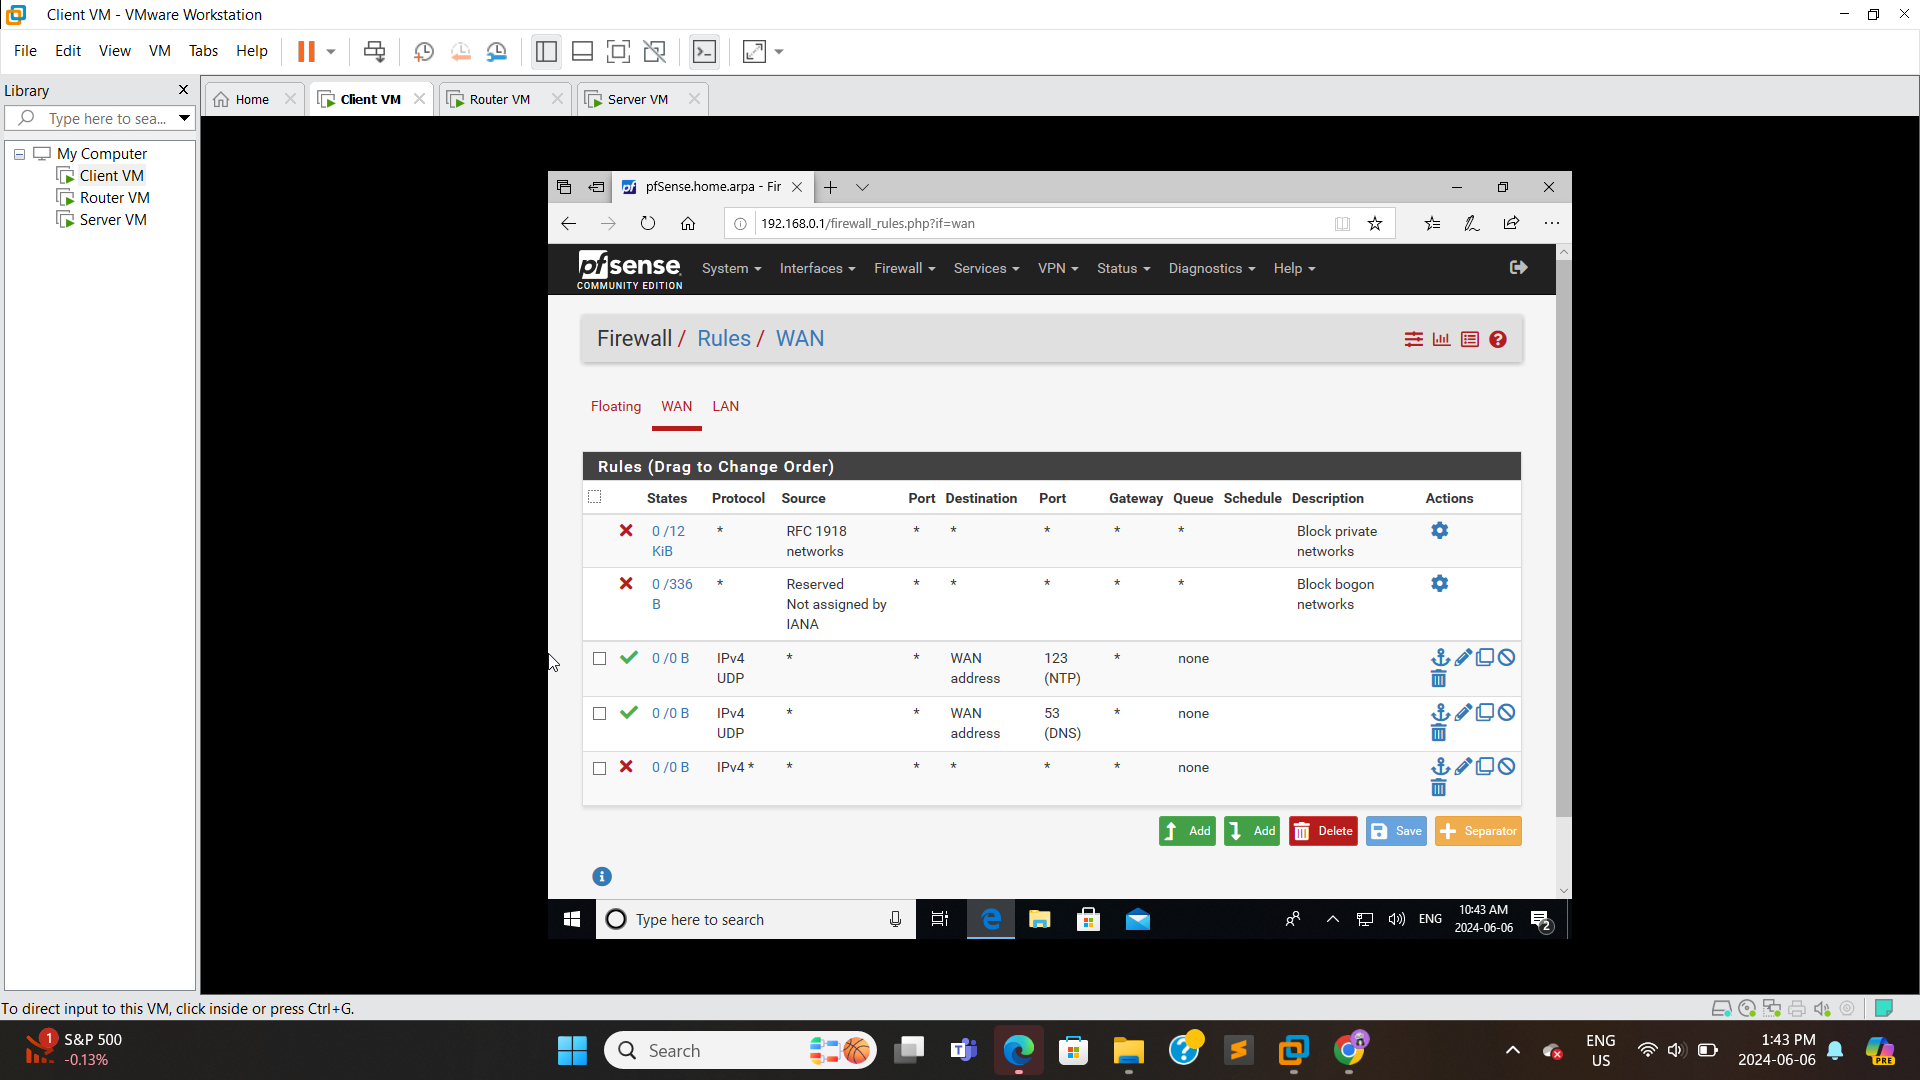 Client VM - VMware Workstation
File Edit View VM Tabs Help
Library
Type here to sea...
My Computer
Client VM
Router VM
Server VM
Home
Client VM
Router VM
Server VM
pfSense.home.arpa - Fir
192.168.0.1/firewall_rules.php?if=wan
pfsense
COMMUNITY EDITION
System Interfaces Firewall Services VPN Status Diagnostics Help
Firewall / Rules / WAN
Floating WAN LAN
Rules (Drag to Change Order)
States Protocol Source Port Destination Port Gateway Queue Schedule Description Actions
0 /12 KiB * RFC 1918 networks * * * * * Block private networks
0 /336 B * Reserved Not assigned by IANA * * * * * Block bogon networks
0 /0 B IPv4 UDP * * WAN address 123 (NTP) * none
0 /0 B IPv4 UDP * * WAN address 53 (DNS) * none
0 /0 B IPv4 * * * * * * none
Add Add Delete Save Separator
Type here to search
ENG
10:43 AM
2024-06-06
2
To direct input to this VM, click inside or press Ctrl+G.
1
S&P 500
-0.13%
Search
ENG
US
1:43 PM
2024-06-06
PRE